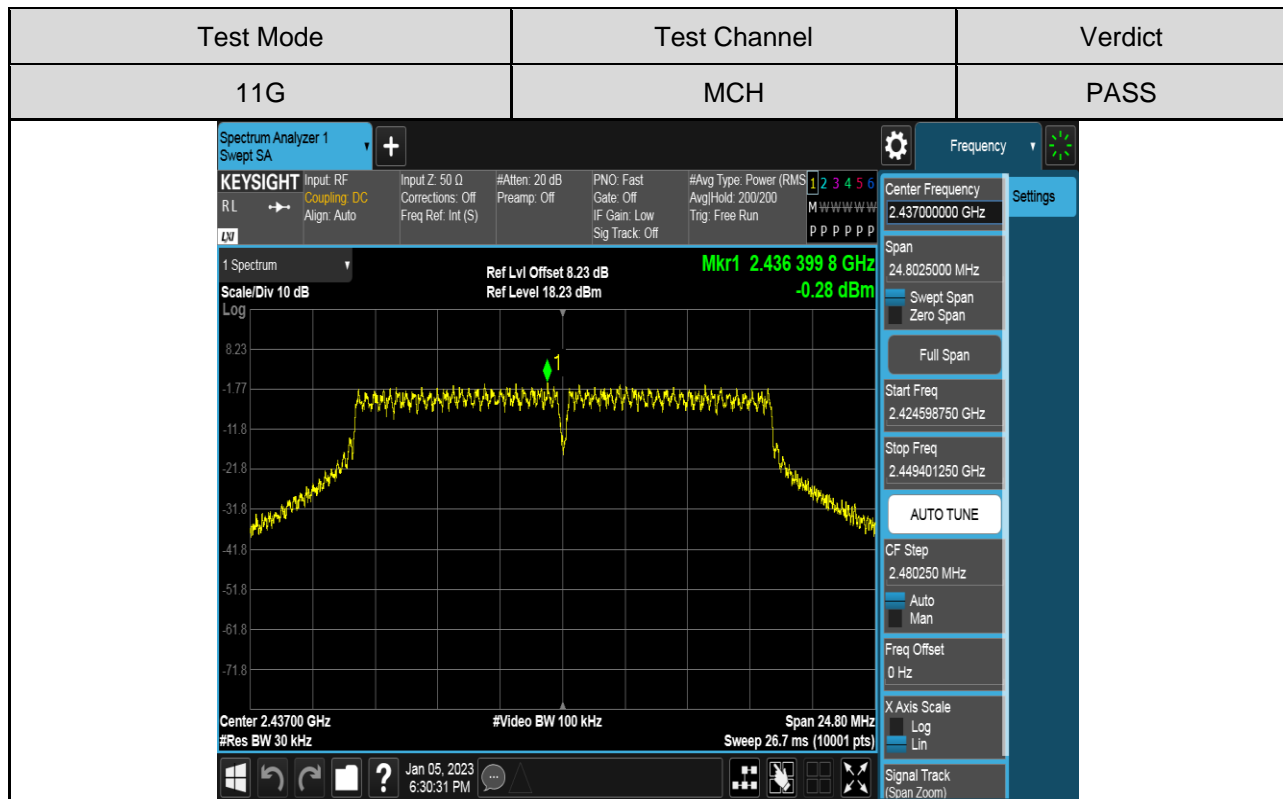 Test Mode Test Channel Verdict
11G MCH PASS
Spectrum Analyzer 1
Swept SA
+
Frequency
KEYSIGHT
RL
LXI
Input: RF
Coupling: DC
Align: Auto
Input Z: 50 Ω
Corrections: Off
Freq Ref: Int (S)
#Atten: 20 dB
Preamp: Off
PNO: Fast
Gate: Off
IF Gain: Low
Sig Track: Off
#Avg Type: Power (RMS
Avg|Hold: 200/200
Trig: Free Run
1 2 3 4 5 6
M W W W W W
P P P P P P
1 Spectrum
Scale/Div 10 dB
Ref Lvl Offset 8.23 dB
Ref Level 18.23 dBm
Mkr1 2.436 399 8 GHz
-0.28 dBm
Log
8.23
-1.77
-11.8
-21.8
-31.8
-41.8
-51.8
-61.8
-71.8
1
Center 2.43700 GHz
#Res BW 30 kHz
#Video BW 100 kHz
Span 24.80 MHz
Sweep 26.7 ms (10001 pts)
?
Jan 05, 2023
6:30:31 PM
Center Frequency
2.437000000 GHz
Span
24.8025000 MHz
Swept Span
Zero Span
Full Span
Start Freq
2.424598750 GHz
Stop Freq
2.449401250 GHz
AUTO TUNE
CF Step
2.480250 MHz
Auto
Man
Freq Offset
0 Hz
X Axis Scale
Log
Lin
Signal Track
(Span Zoom)
Settings